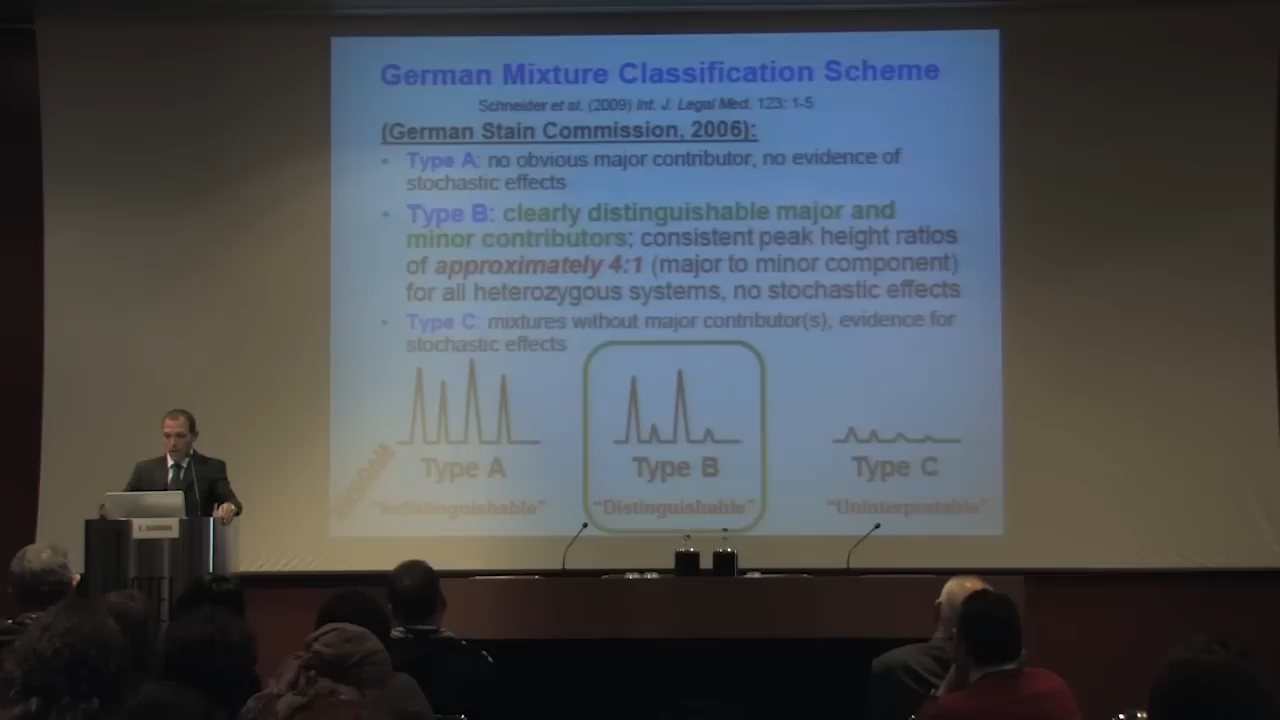 German Mixture Classification Scheme
Schneider et al. (2009) Int. J. Legal Med. 123: 1-5
(German Stain Commission, 2006):
• Type A: no obvious major contributor, no evidence of
stochastic effects
• Type B: clearly distinguishable major and
minor contributors; consistent peak height ratios
of approximately 4:1 (major to minor component)
for all heterozygous systems, no stochastic effects
• Type C: mixtures without major contributor(s), evidence for
stochastic effects
Type A
Type B
Type C
"Indistinguishable"
"Distinguishable"
"Uninterpretable"